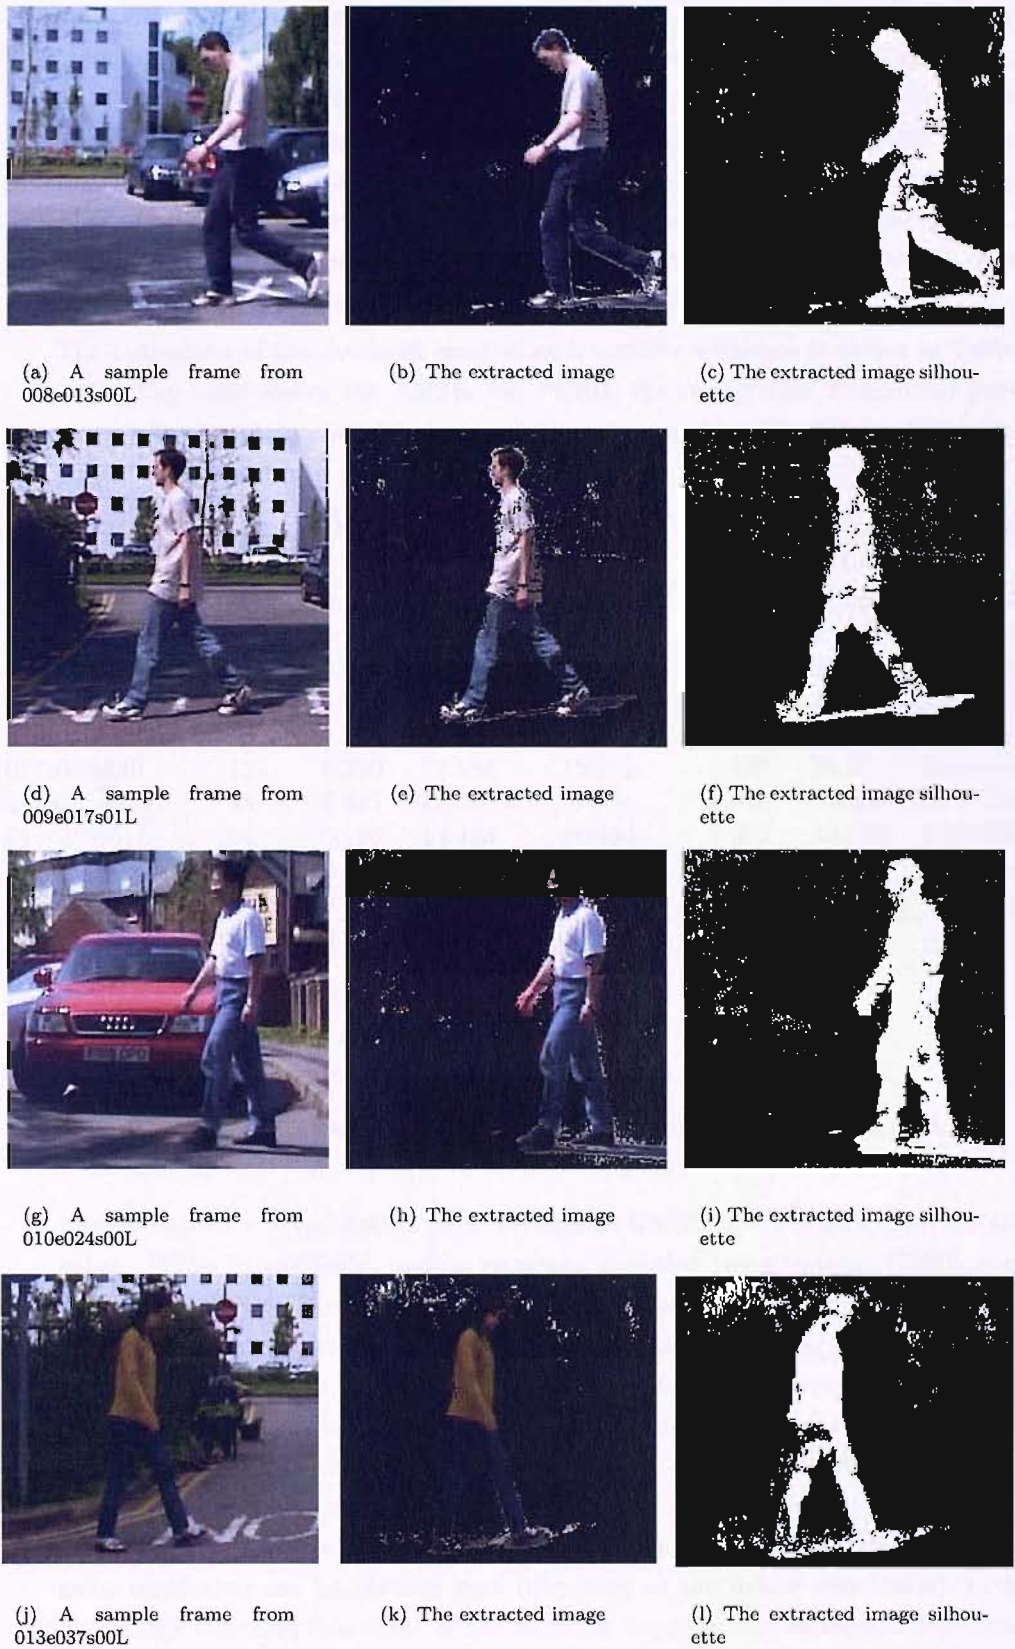 (a) A sample frame from
008e013s00L
(b) The extracted image
(c) The extracted image silhou-
ette
(d) A sample frame from
009e017s01L
(e) The extracted image
(f) The extracted image silhou-
ette
(g) A sample frame from
010e024s00L
(h) The extracted image
(i) The extracted image silhou-
ette
(j) A sample frame from
013e037s00L
(k) The extracted image
(l) The extracted image silhou-
ette